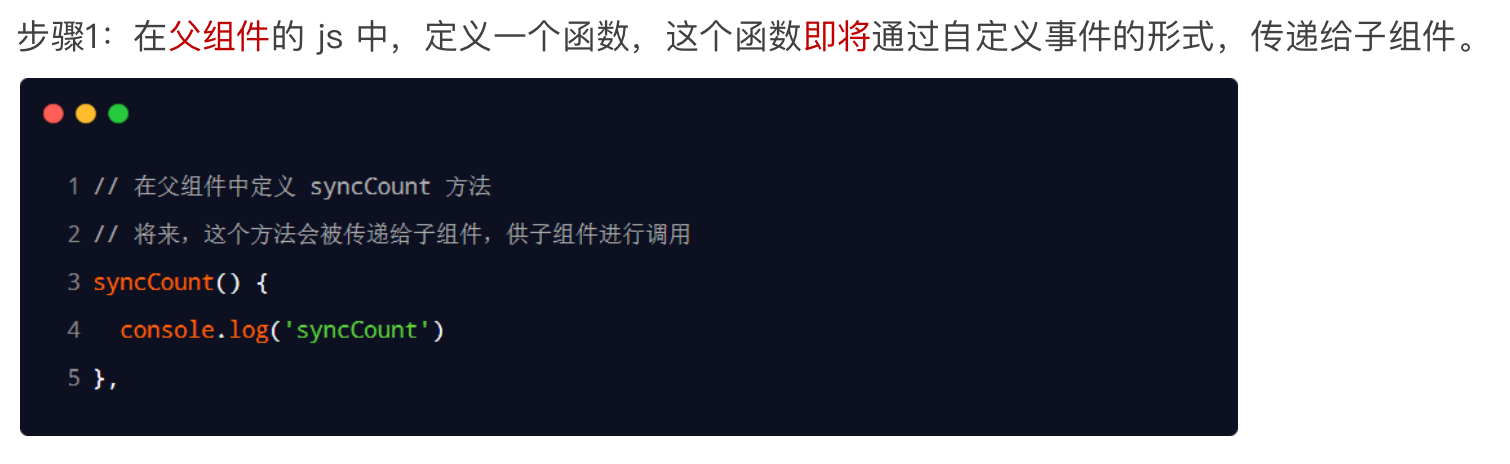 步骤1：在父组件的 js 中，定义一个函数，这个函数即将通过自定义事件的形式，传递给子组件。
1 // 在父组件中定义 syncCount 方法
2 // 将来，这个方法会被传递给子组件，供子组件进行调用
3 syncCount() {
4   console.log('syncCount')
5 },